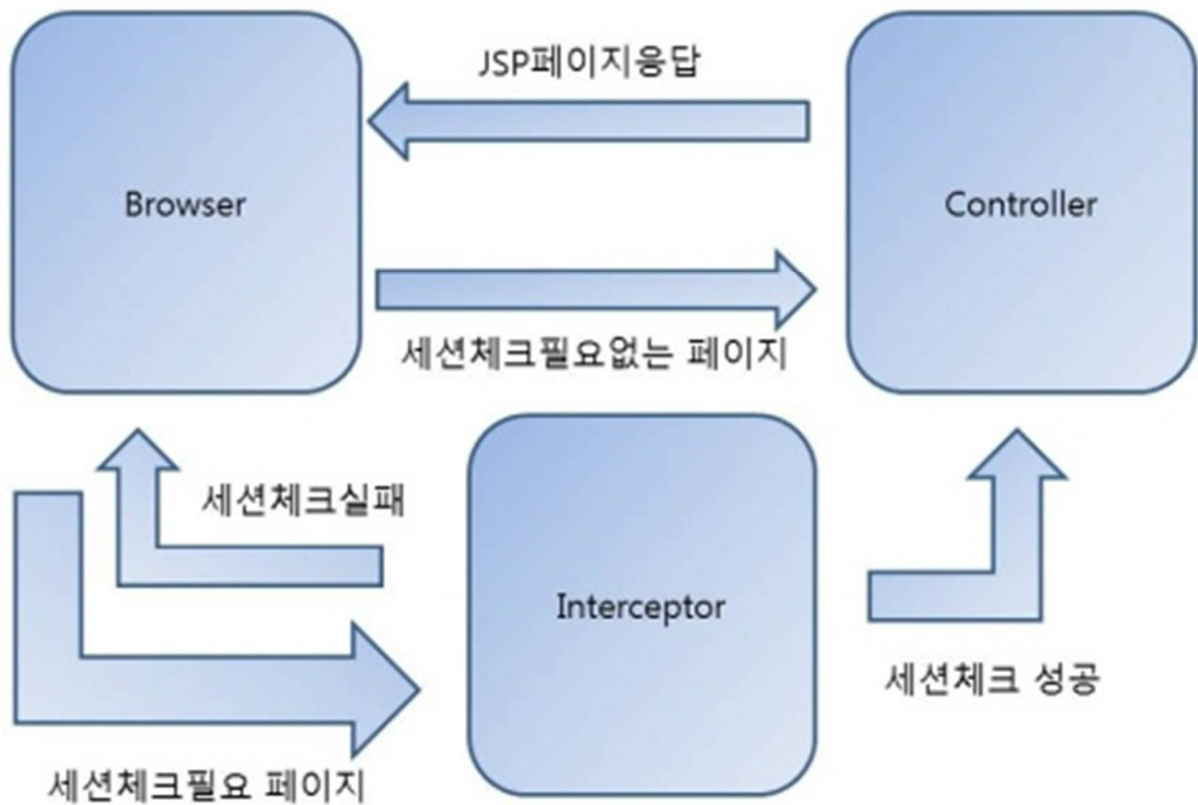 JSP페이지응답
Browser
Controller
세션체크필요없는 페이지
세션체크실패
Interceptor
세션체크 성공
세션체크필요 페이지